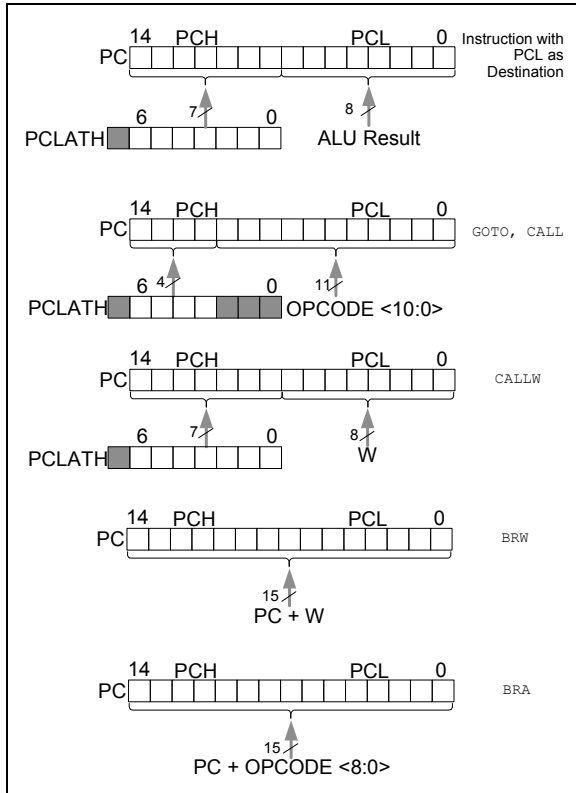 14 PCH PCL 0 Instruction with
PC PCL as
Destination
7 8
6 0
PCLATH ALU Result
14 PCH PCL 0
PC GOTO, CALL
4 11
6 0
PCLATH OPCODE <10:0>
14 PCH PCL 0
PC CALLW
7 8
6 0 W
PCLATH
14 PCH PCL 0
PC BRW
15
PC + W
14 PCH PCL 0
PC BRA
15
PC + OPCODE <8:0>